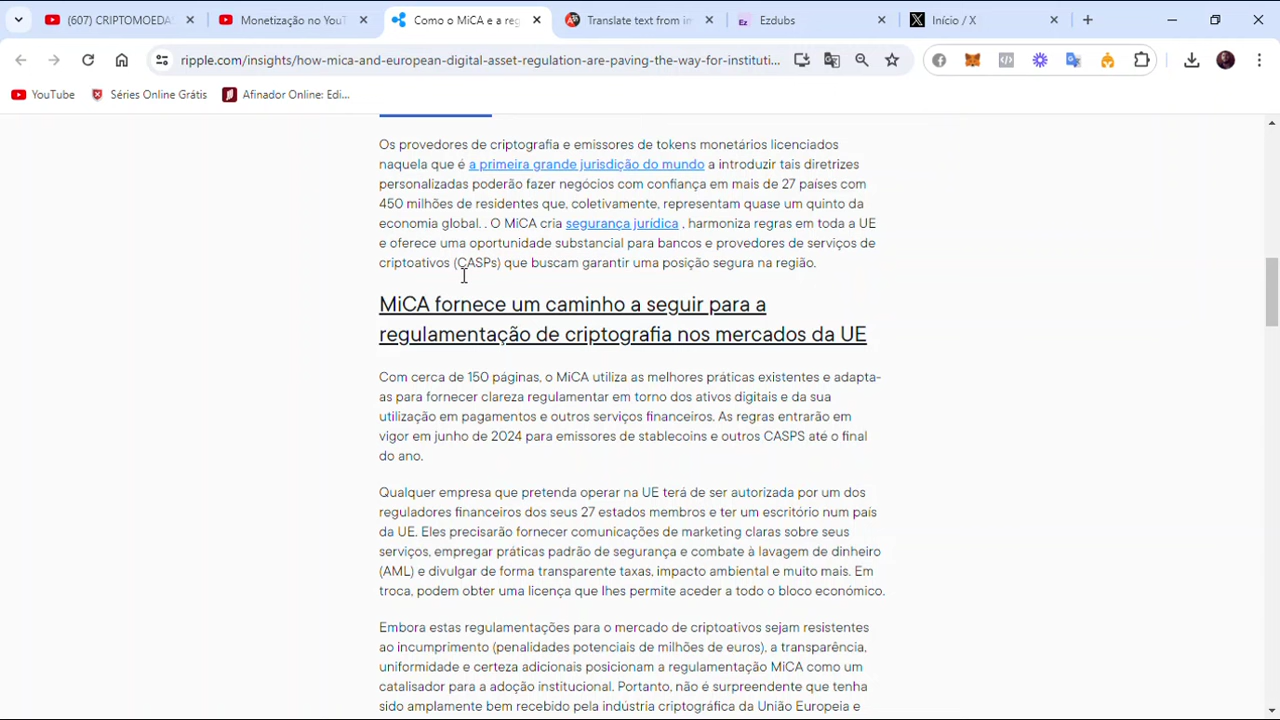 (607) CRIPTOMOEDA
Monetização no YouT
Como o MiCA e a reg
Translate text from in
Ezdubs
Início / X
ripple.com/insights/how-mica-and-european-digital-asset-regulation-are-paving-the-way-for-instituti...
YouTube
Séries Online Grátis
Afinador Online: Edi...
Os provedores de criptografia e emissores de tokens monetários licenciados
naquela que é a primeira grande jurisdição do mundo a introduzir tais diretrizes
personalizadas poderão fazer negócios com confiança em mais de 27 países com
450 milhões de residentes que, coletivamente, representam quase um quinto da
economia global. . O MiCA cria segurança jurídica , harmoniza regras em toda a UE
e oferece uma oportunidade substancial para bancos e provedores de serviços de
criptoativos (CASPs) que buscam garantir uma posição segura na região.
MiCA fornece um caminho a seguir para a
regulamentação de criptografia nos mercados da UE
Com cerca de 150 páginas, o MiCA utiliza as melhores práticas existentes e adapta-
as para fornecer clareza regulamentar em torno dos ativos digitais e da sua
utilização em pagamentos e outros serviços financeiros. As regras entrarão em
vigor em junho de 2024 para emissores de stablecoins e outros CASPS até o final
do ano.
Qualquer empresa que pretenda operar na UE terá de ser autorizada por um dos
reguladores financeiros dos seus 27 estados membros e ter um escritório num país
da UE. Eles precisarão fornecer comunicações de marketing claras sobre seus
serviços, empregar práticas padrão de segurança e combate à lavagem de dinheiro
(AML) e divulgar de forma transparente taxas, impacto ambiental e muito mais. Em
troca, podem obter uma licença que lhes permite aceder a todo o bloco económico.
Embora estas regulamentações para o mercado de criptoativos sejam resistentes
ao incumprimento (penalidades potenciais de milhões de euros), a transparência,
uniformidade e certeza adicionais posicionam a regulamentação MiCA como um
catalisador para a adoção institucional. Portanto, não é surpreendente que tenha
sido amplamente bem recebido pela indústria criptográfica da União Europeia e